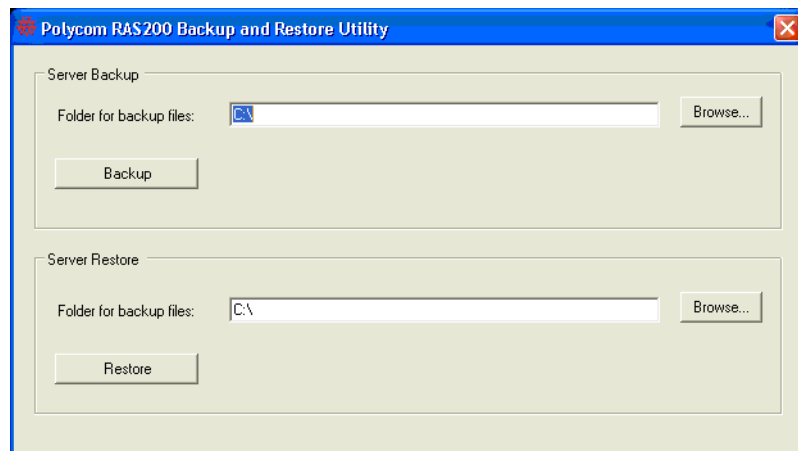 Polycom RAS200 Backup and Restore Utility
Server Backup
Folder for backup files: C:\ Browse...
Backup
Server Restore
Folder for backup files: C:\ Browse...
Restore